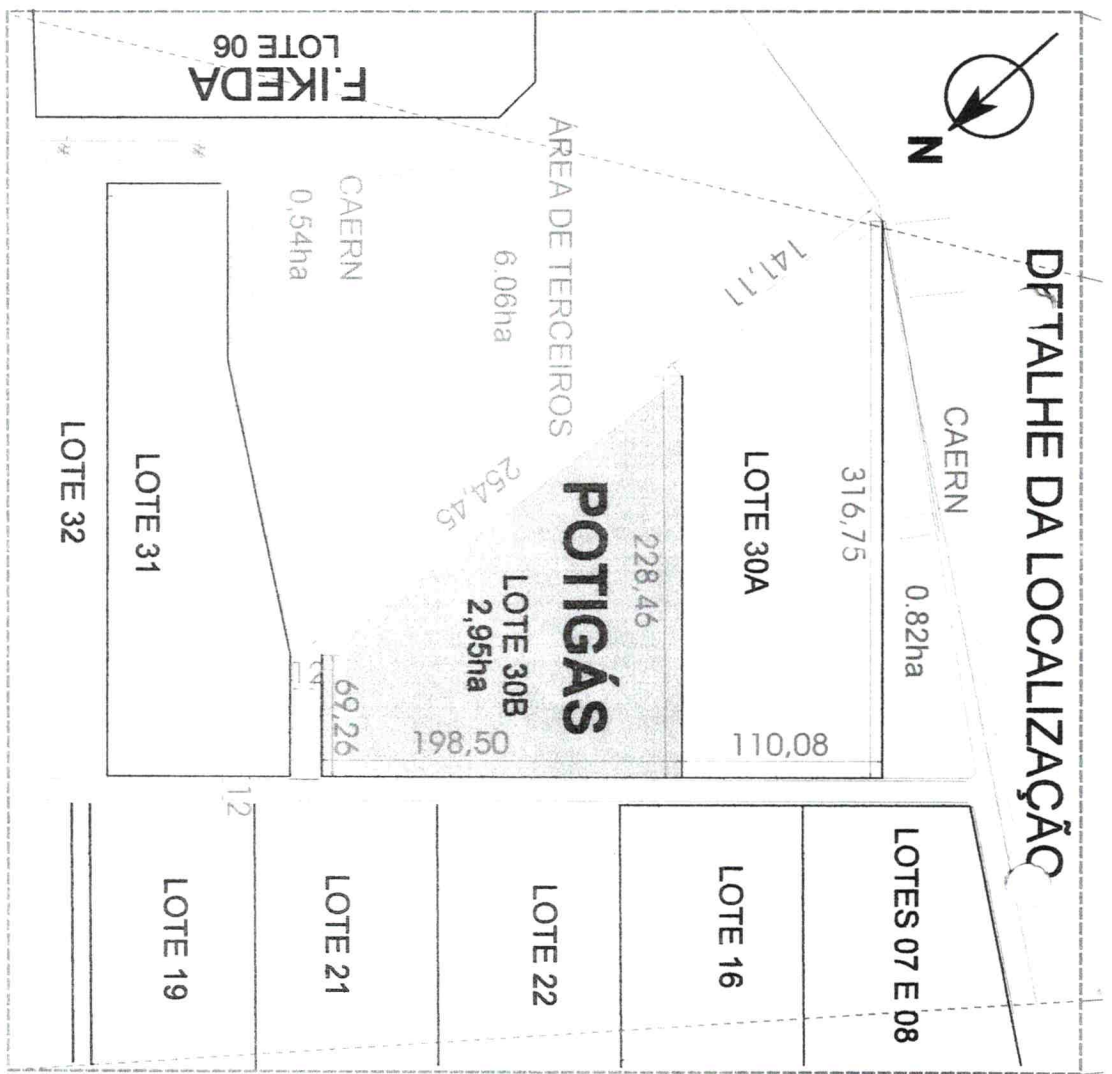 DETALHE DA LOCALIZAÇÃO
N
CAERN
0.82ha
316,75
LOTE 30A
110,08
141,11
ÁREA DE TERCEIROS
6.06ha
228,46
POTIGÁS
LOTE 30B
2,95ha
198,50
254,45
69,26
12
CAERN
0,54ha
F.IKEDA
LOTE 06
LOTE 31
LOTE 32
12
LOTES 07 E 08
LOTE 16
LOTE 22
LOTE 21
LOTE 19